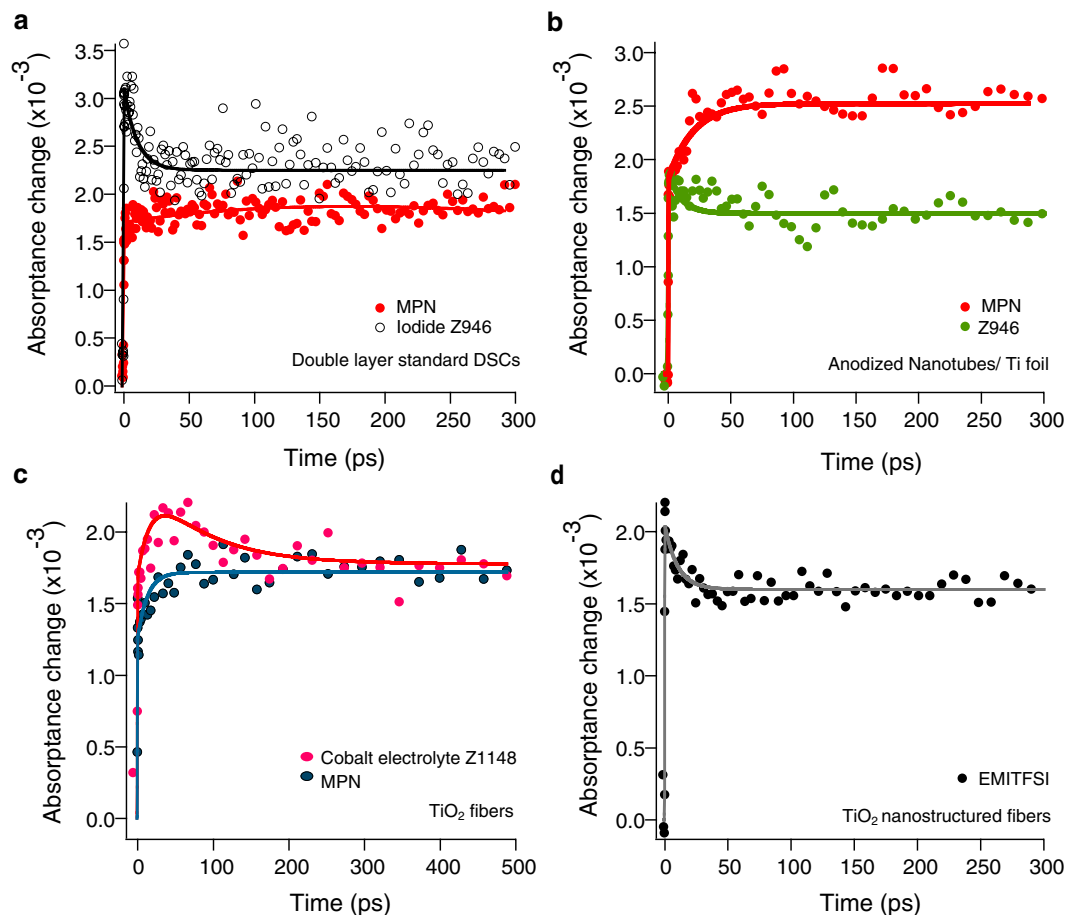 a
3.5
3.0
2.5
2.0
1.5
1.0
0.5
0.0
Absorptance change (x10⁻³)
MPN
Iodide Z946
Double layer standard DSCs
0 50 100 150 200 250 300
Time (ps)
b
3.0
2.5
2.0
1.5
1.0
0.5
0.0
Absorptance change (x10⁻³)
MPN
Z946
Anodized Nanotubes/ Ti foil
0 50 100 150 200 250 300
Time (ps)
c
2.0
1.5
1.0
0.5
0.0
Absorptance change (x10⁻³)
Cobalt electrolyte Z1148
MPN
TiO₂ fibers
0 100 200 300 400 500
Time (ps)
d
2.0
1.5
1.0
0.5
0.0
Absorptance change (x10⁻³)
EMITFSI
TiO₂ nanostructured fibers
0 50 100 150 200 250 300
Time (ps)